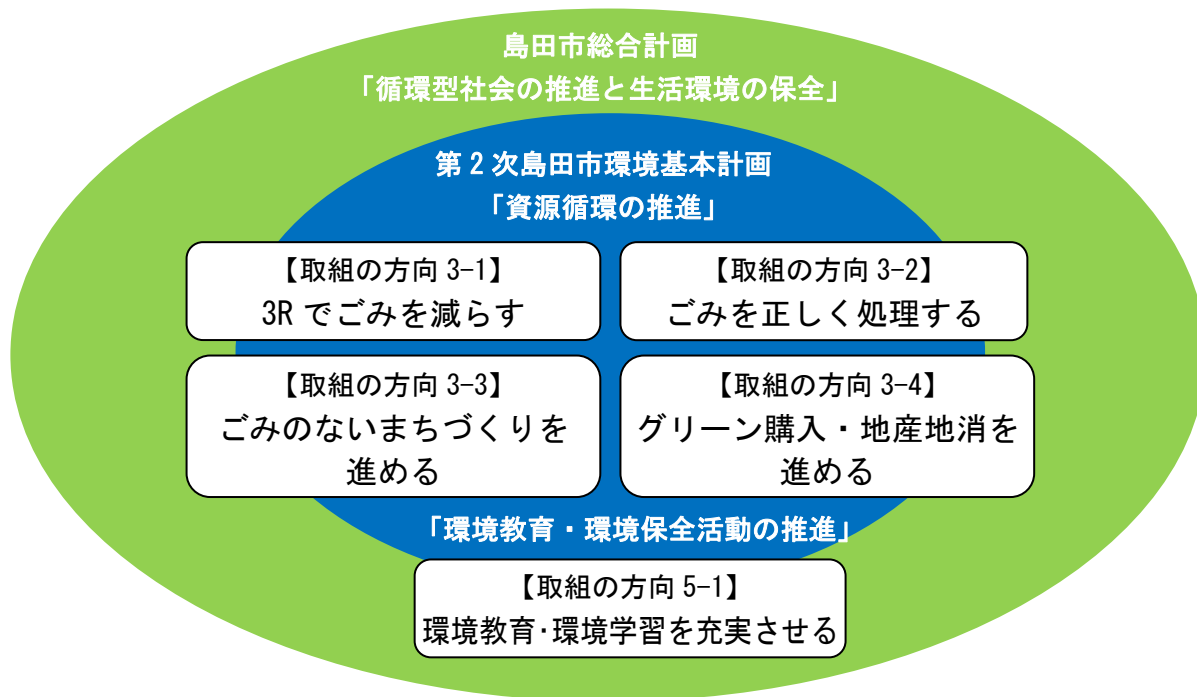 島田市総合計画
「循環型社会の推進と生活環境の保全」
第2次島田市環境基本計画
「資源循環の推進」
【取組の方向 3-1】
3R でごみを減らす
【取組の方向 3-2】
ごみを正しく処理する
【取組の方向 3-3】
ごみのないまちづくりを
進める
【取組の方向 3-4】
グリーン購入・地産地消を
進める
「環境教育・環境保全活動の推進」
【取組の方向 5-1】
環境教育･環境学習を充実させる